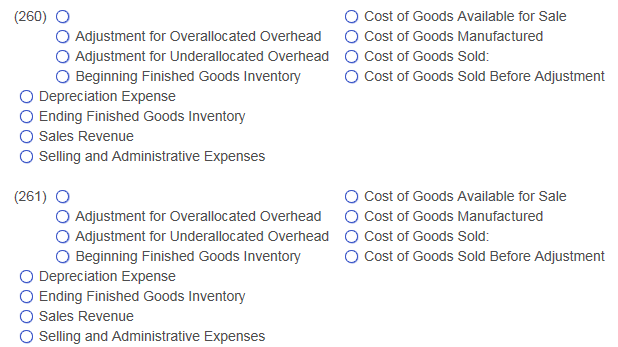 (260) Cost of Goods Available for Sale
Adjustment for Overallocated Overhead Cost of Goods Manufactured
Adjustment for Underallocated Overhead Cost of Goods Sold:
Beginning Finished Goods Inventory Cost of Goods Sold Before Adjustment
Depreciation Expense
Ending Finished Goods Inventory
Sales Revenue
Selling and Administrative Expenses
(261) Cost of Goods Available for Sale
Adjustment for Overallocated Overhead Cost of Goods Manufactured
Adjustment for Underallocated Overhead Cost of Goods Sold:
Beginning Finished Goods Inventory Cost of Goods Sold Before Adjustment
Depreciation Expense
Ending Finished Goods Inventory
Sales Revenue
Selling and Administrative Expenses